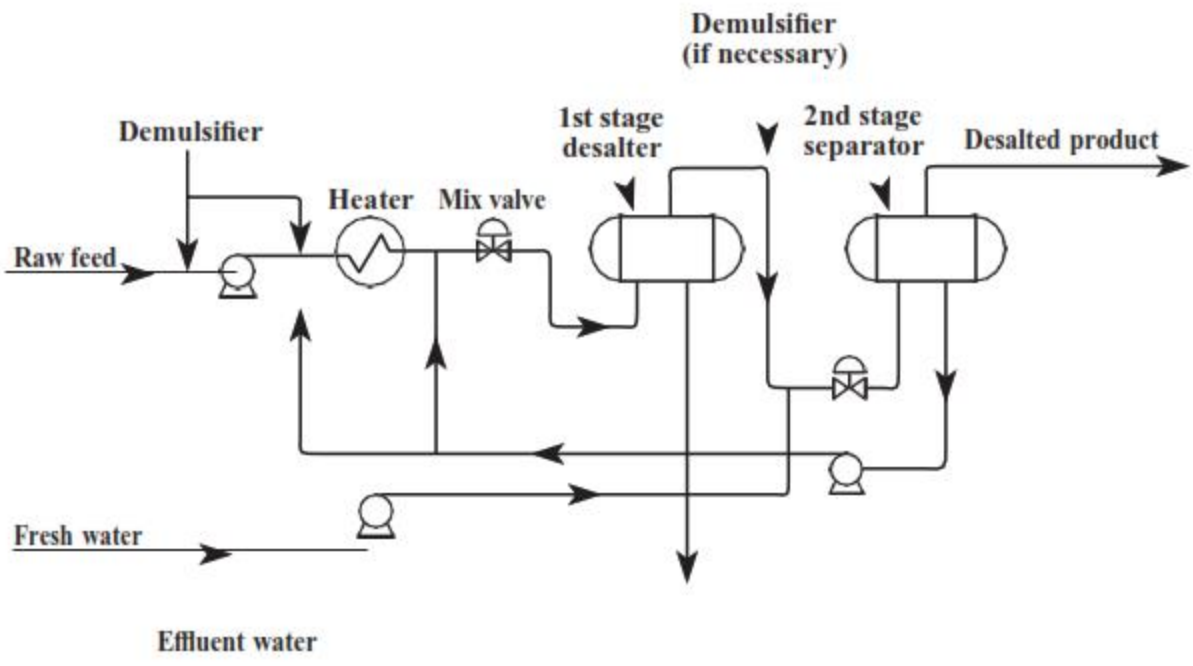 Demulsifier
(if necessary)
1st stage
desalter
2nd stage
separator
Desalted product
Demulsifier
Heater
Mix valve
Raw feed
Fresh water
Effluent water